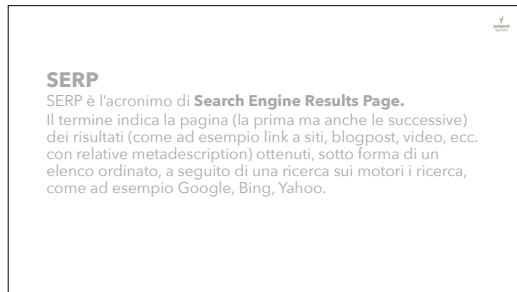 SERP
SERP è l'acronimo di Search Engine Results Page.
Il termine indica la pagina (la prima ma anche le successive)
dei risultati (come ad esempio link a siti, blogpost, video, ecc.
con relative metadescription) ottenuti, sotto forma di un
elenco ordinato, a seguito di una ricerca sui motori i ricerca,
come ad esempio Google, Bing, Yahoo.